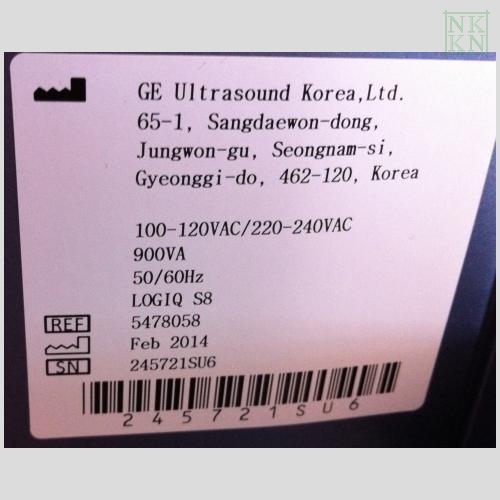 NK
KN
GE Ultrasound Korea,Ltd.
65-1, Sangdaewon-dong,
Jungwon-gu, Seongnam-si,
Gyeonggi-do, 462-120, Korea
100-120VAC/220-240VAC
900VA
50/60Hz
LOGIQ S8
REF 5478058
Feb 2014
SN 245721SU6
245721SU6